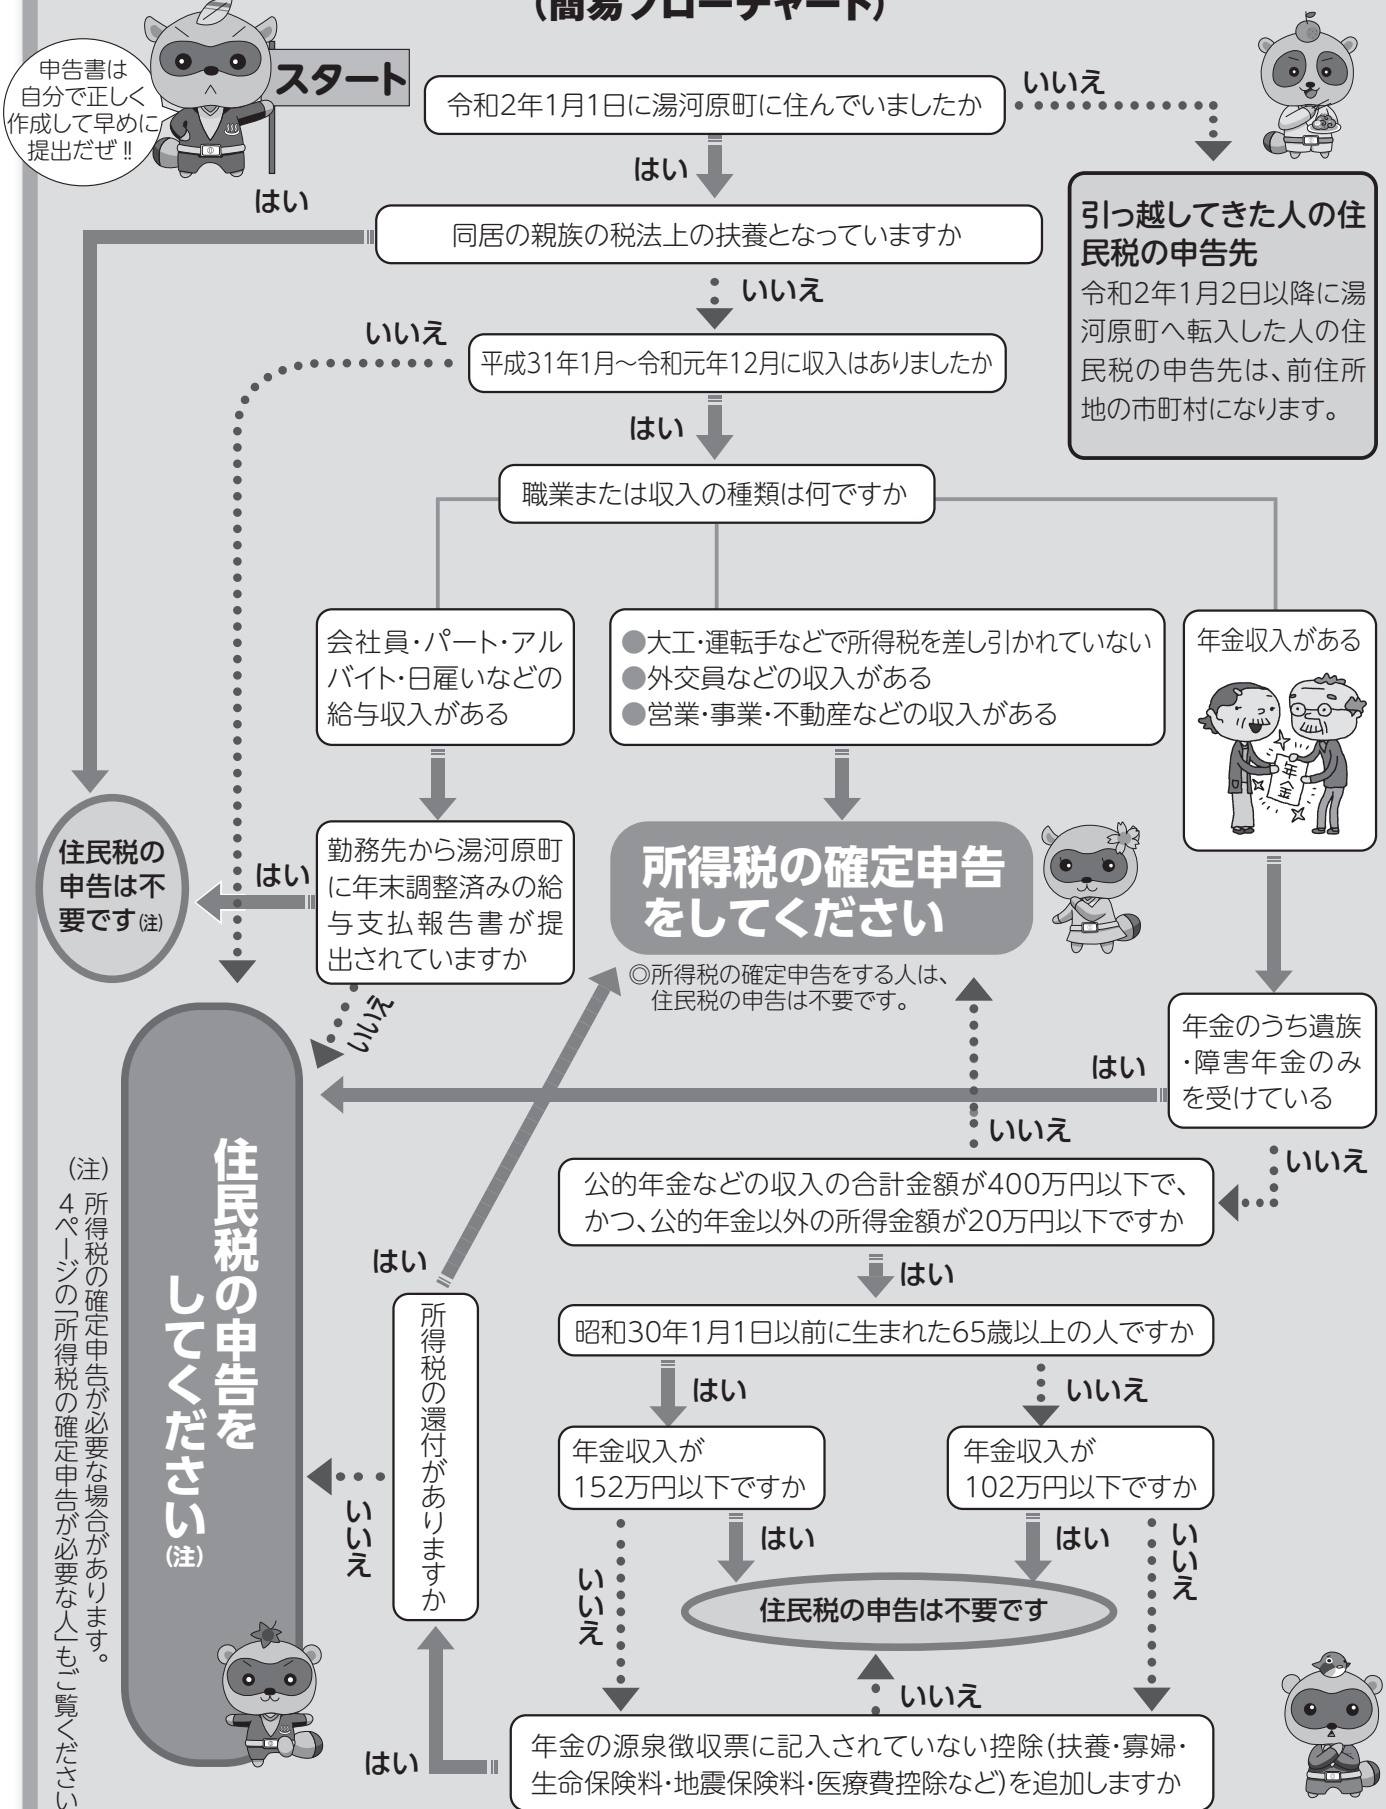 (簡易フローチャート)
申告書は
自分で正しく
作成して早めに
提出だぜ!!
スタート
令和2年1月1日に湯河原町に住んでいましたか
いいえ
はい
引っ越してきた人の住
民税の申告先
令和2年1月2日以降に湯
河原町へ転入した人の住
民税の申告先は、前住所
地の市町村になります。
はい
同居の親族の税法上の扶養となっていますか
いいえ
いいえ
平成31年1月～令和元年12月に収入はありましたか
はい
職業または収入の種類は何ですか
会社員・パート・アル
バイト・日雇いなどの
給与収入がある
●大工・運転手などで所得税を差し引かれていない
●外交員などの収入がある
●営業・事業・不動産などの収入がある
年金収入がある
年金
住民税の
申告は不
要です(注)
はい
勤務先から湯河原町
に年末調整済みの給
与支払報告書が提
出されていますか
いいえ
所得税の確定申告
をしてください
◎所得税の確定申告をする人は、
住民税の申告は不要です。
年金のうち遺族
・障害年金のみ
を受けている
はい
いいえ
いいえ
公的年金などの収入の合計金額が400万円以下で、
かつ、公的年金以外の所得金額が20万円以下ですか
はい
昭和30年1月1日以前に生まれた65歳以上の人ですか
はい
いいえ
年金収入が
152万円以下ですか
年金収入が
102万円以下ですか
はい
はい
いいえ
いいえ
住民税の申告は不要です
いいえ
年金の源泉徴収票に記入されていない控除(扶養・寡婦・
生命保険料・地震保険料・医療費控除など)を追加しますか
はい
所得税の還付がありますか
はい
いいえ
住民税の申告を
してください(注)
(注)
所得税の確定申告が必要な場合があります。
4ページの「所得税の確定申告が必要な人」もご覧ください